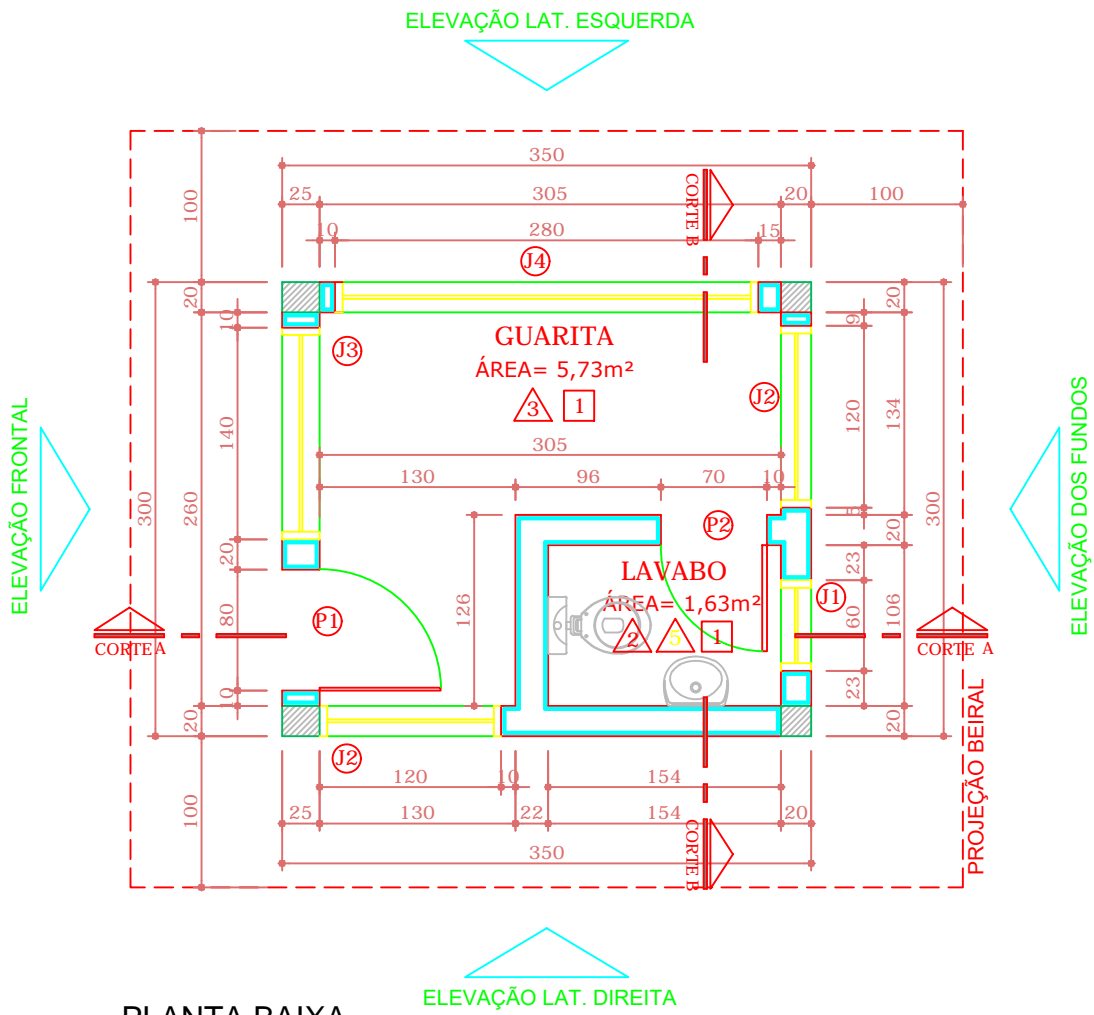 ELEVAÇÃO LAT. ESQUERDA
350
25
305
20
100
100
CORTE B
10
280
15
J4
20
10
20
9
GUARITA
ÁREA= 5,73m²
3
1
J3
J2
ELEVAÇÃO FRONTAL
ELEVAÇÃO DOS FUNDOS
140
120
134
305
130
96
70
10
300
260
300
5
20
P2
20
23
LAVABO
ÁREA= 1,63m²
J1
2
5
1
P1
126
80
60
106
CORTE A
CORTE A
10
23
20
20
J2
PROJEÇÃO BEIRAL
120
10
154
100
25
130
22
154
20
CORTE B
350
ELEVAÇÃO LAT. DIREITA
PLANTA BAIXA